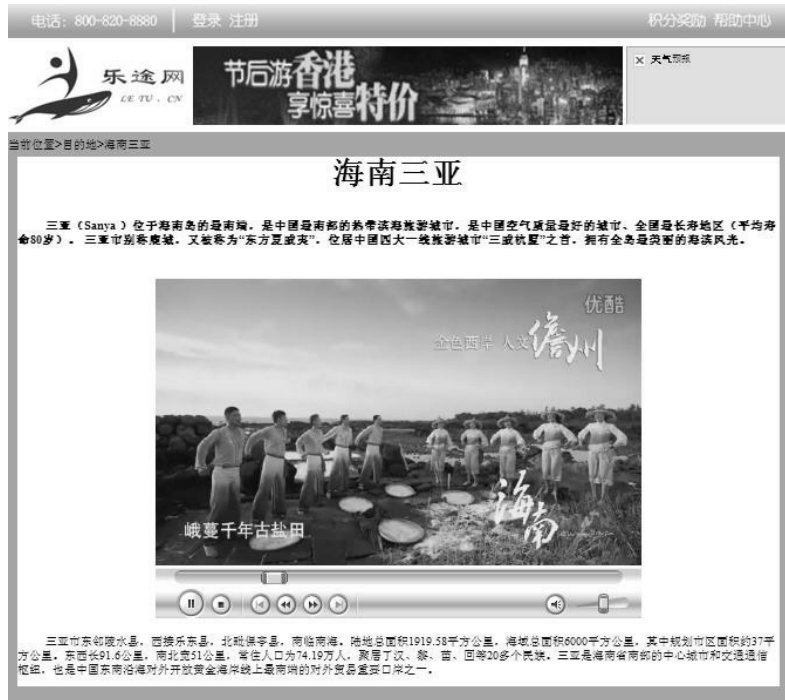 电话：800-820-8880 登录 注册 积分奖励 帮助中心
乐途网
LE TU . CN
节后游香港
享惊喜特价
天气预报
当前位置>目的地>海南三亚
海南三亚
三亚（Sanya ）位于海南岛的最南端，是中国最南部的热带滨海旅游城市，是中国空气质量最好的城市、全国最长寿地区（平均寿
命80岁）。 三亚市别称鹿城，又被称为“东方夏威夷”，位居中国四大一线旅游城市“三威杭厦”之首，拥有全岛最美丽的海滨风光。
优酷
金色西岸 人文儋州
海南
峨蔓千年古盐田
三亚市东邻陵水县，西接乐东县，北毗保亭县，南临南海。陆地总面积1919.58平方公里，海域总面积6000平方公里，其中规划市区面积约37平
方公里。东西长91.6公里，南北宽51公里，常住人口为74.19万人，聚居了汉、黎、苗、回等20多个民族。三亚是海南省南部的中心城市和交通通信
枢纽，也是中国东南沿海对外开放黄金海岸线上最南端的对外贸易重要口岸之一。